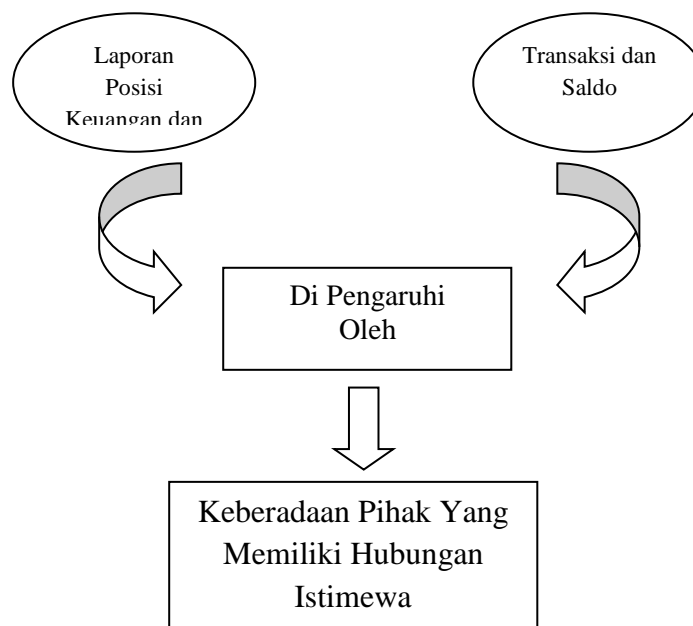 Laporan
Posisi
Keuangan dan
Transaksi dan
Saldo
Di Pengaruhi
Oleh
Keberadaan Pihak Yang
Memiliki Hubungan
Istimewa